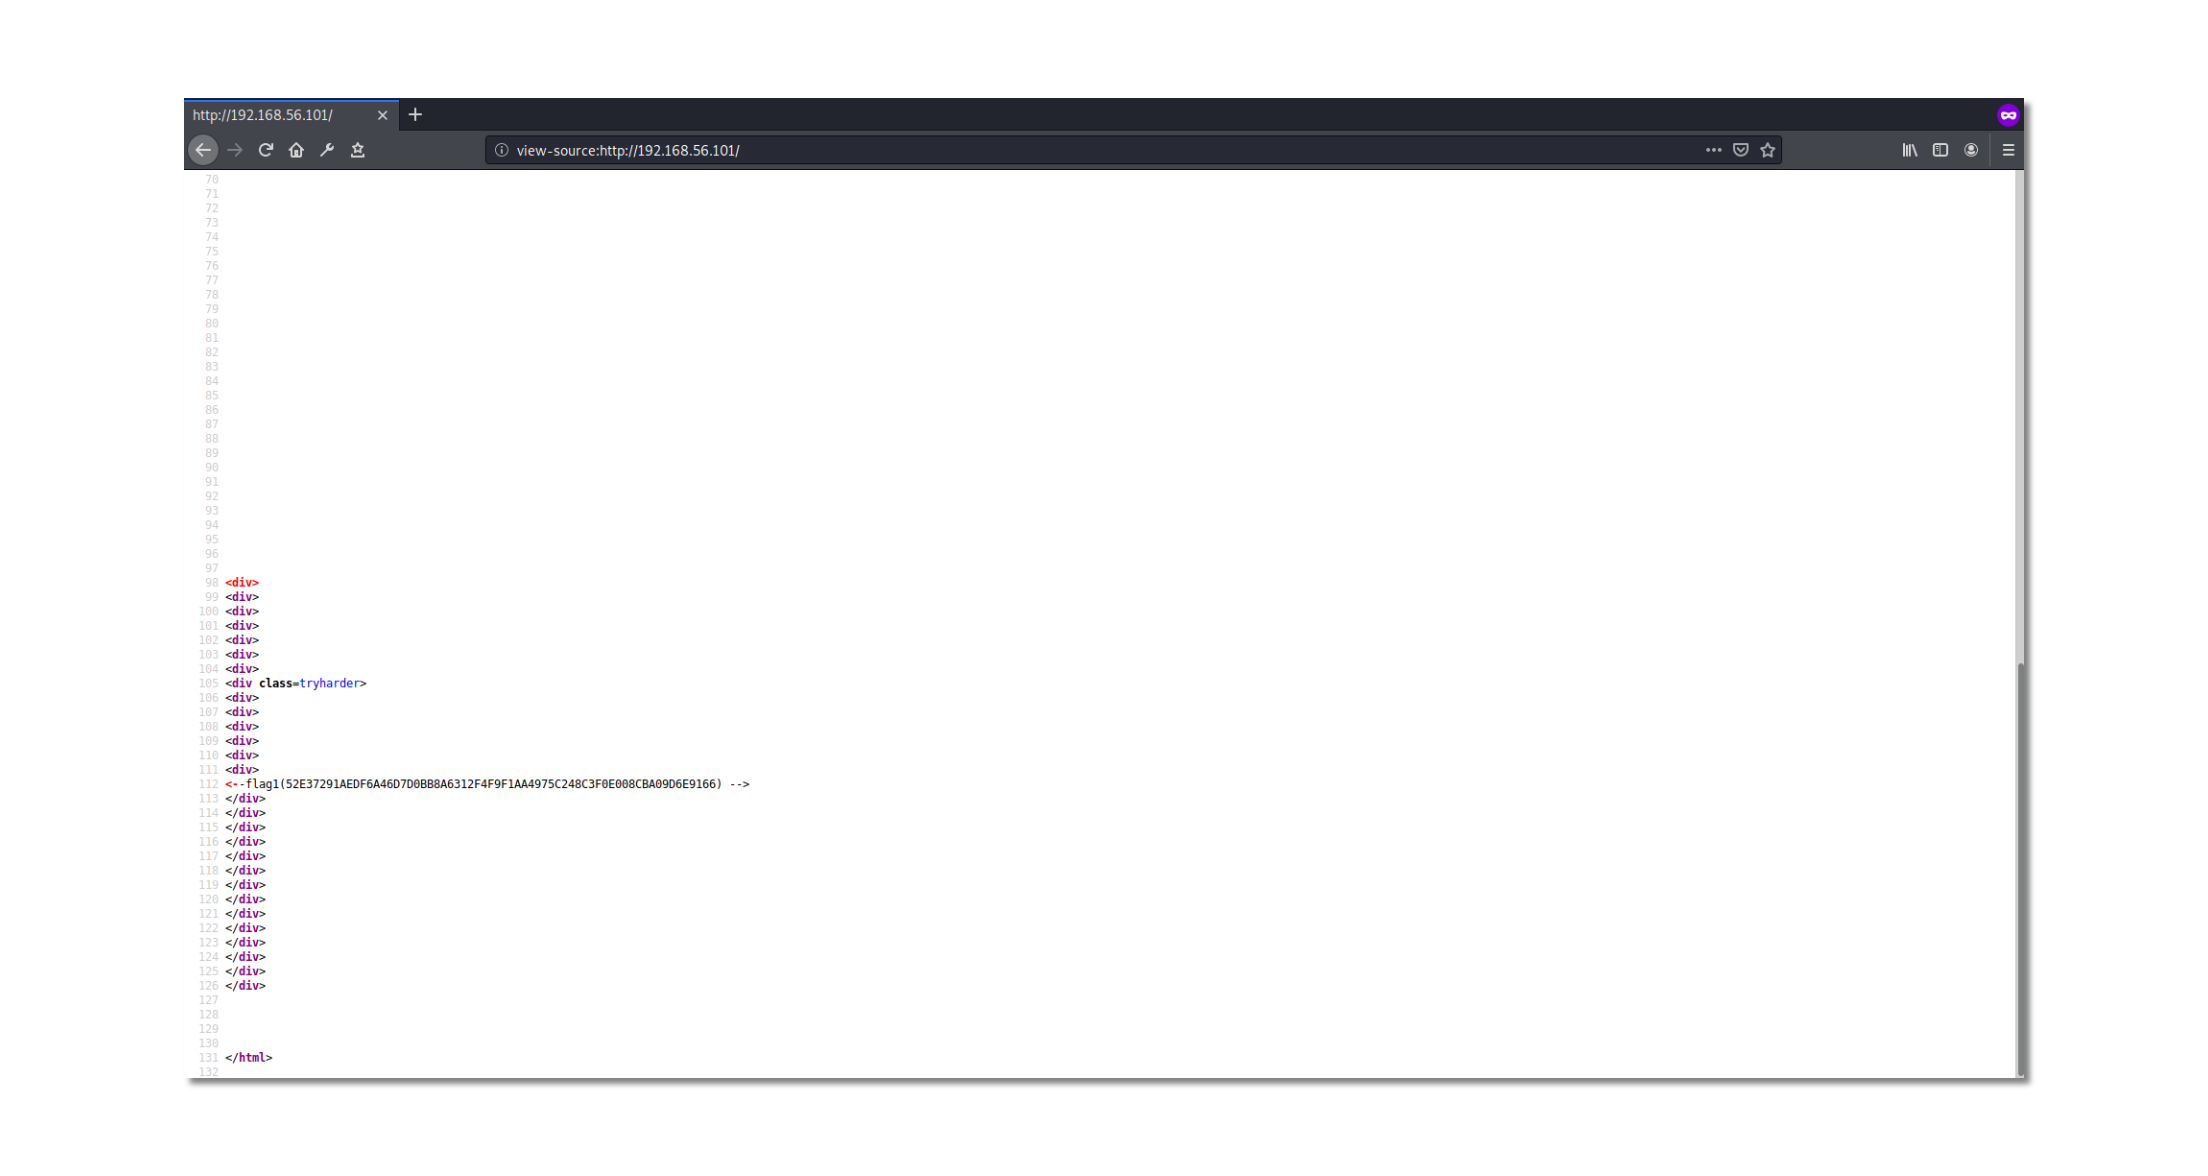 http://192.168.56.101/
view-source:http://192.168.56.101/
70
71
72
73
74
75
76
77
78
79
80
81
82
83
84
85
86
87
88
89
90
91
92
93
94
95
96
97
98 <div>
99 <div>
100 <div>
101 <div>
102 <div>
103 <div>
104 <div>
105 <div class=tryharder>
106 <div>
107 <div>
108 <div>
109 <div>
110 <div>
111 <div>
112 <--flag1(52E37291AEDF6A46D7D0BB8A6312F4F9F1AA4975C248C3F0E008CBA09D6E9166) -->
113 </div>
114 </div>
115 </div>
116 </div>
117 </div>
118 </div>
119 </div>
120 </div>
121 </div>
122 </div>
123 </div>
124 </div>
125 </div>
126 </div>
127
128
129
130
131 </html>
132